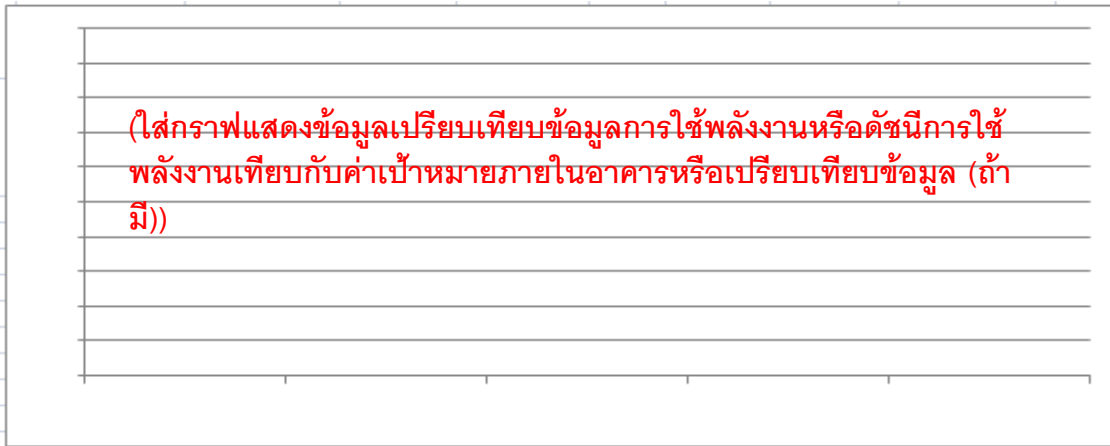 (ใส่กราฟแสดงข้อมูลเปรียบเทียบข้อมูลการใช้พลังงานหรือดัชนีการใช้
พลังงานเทียบกับค่าเป้าหมายภายในอาคารหรือเปรียบเทียบข้อมูล (ถ้า
มี))